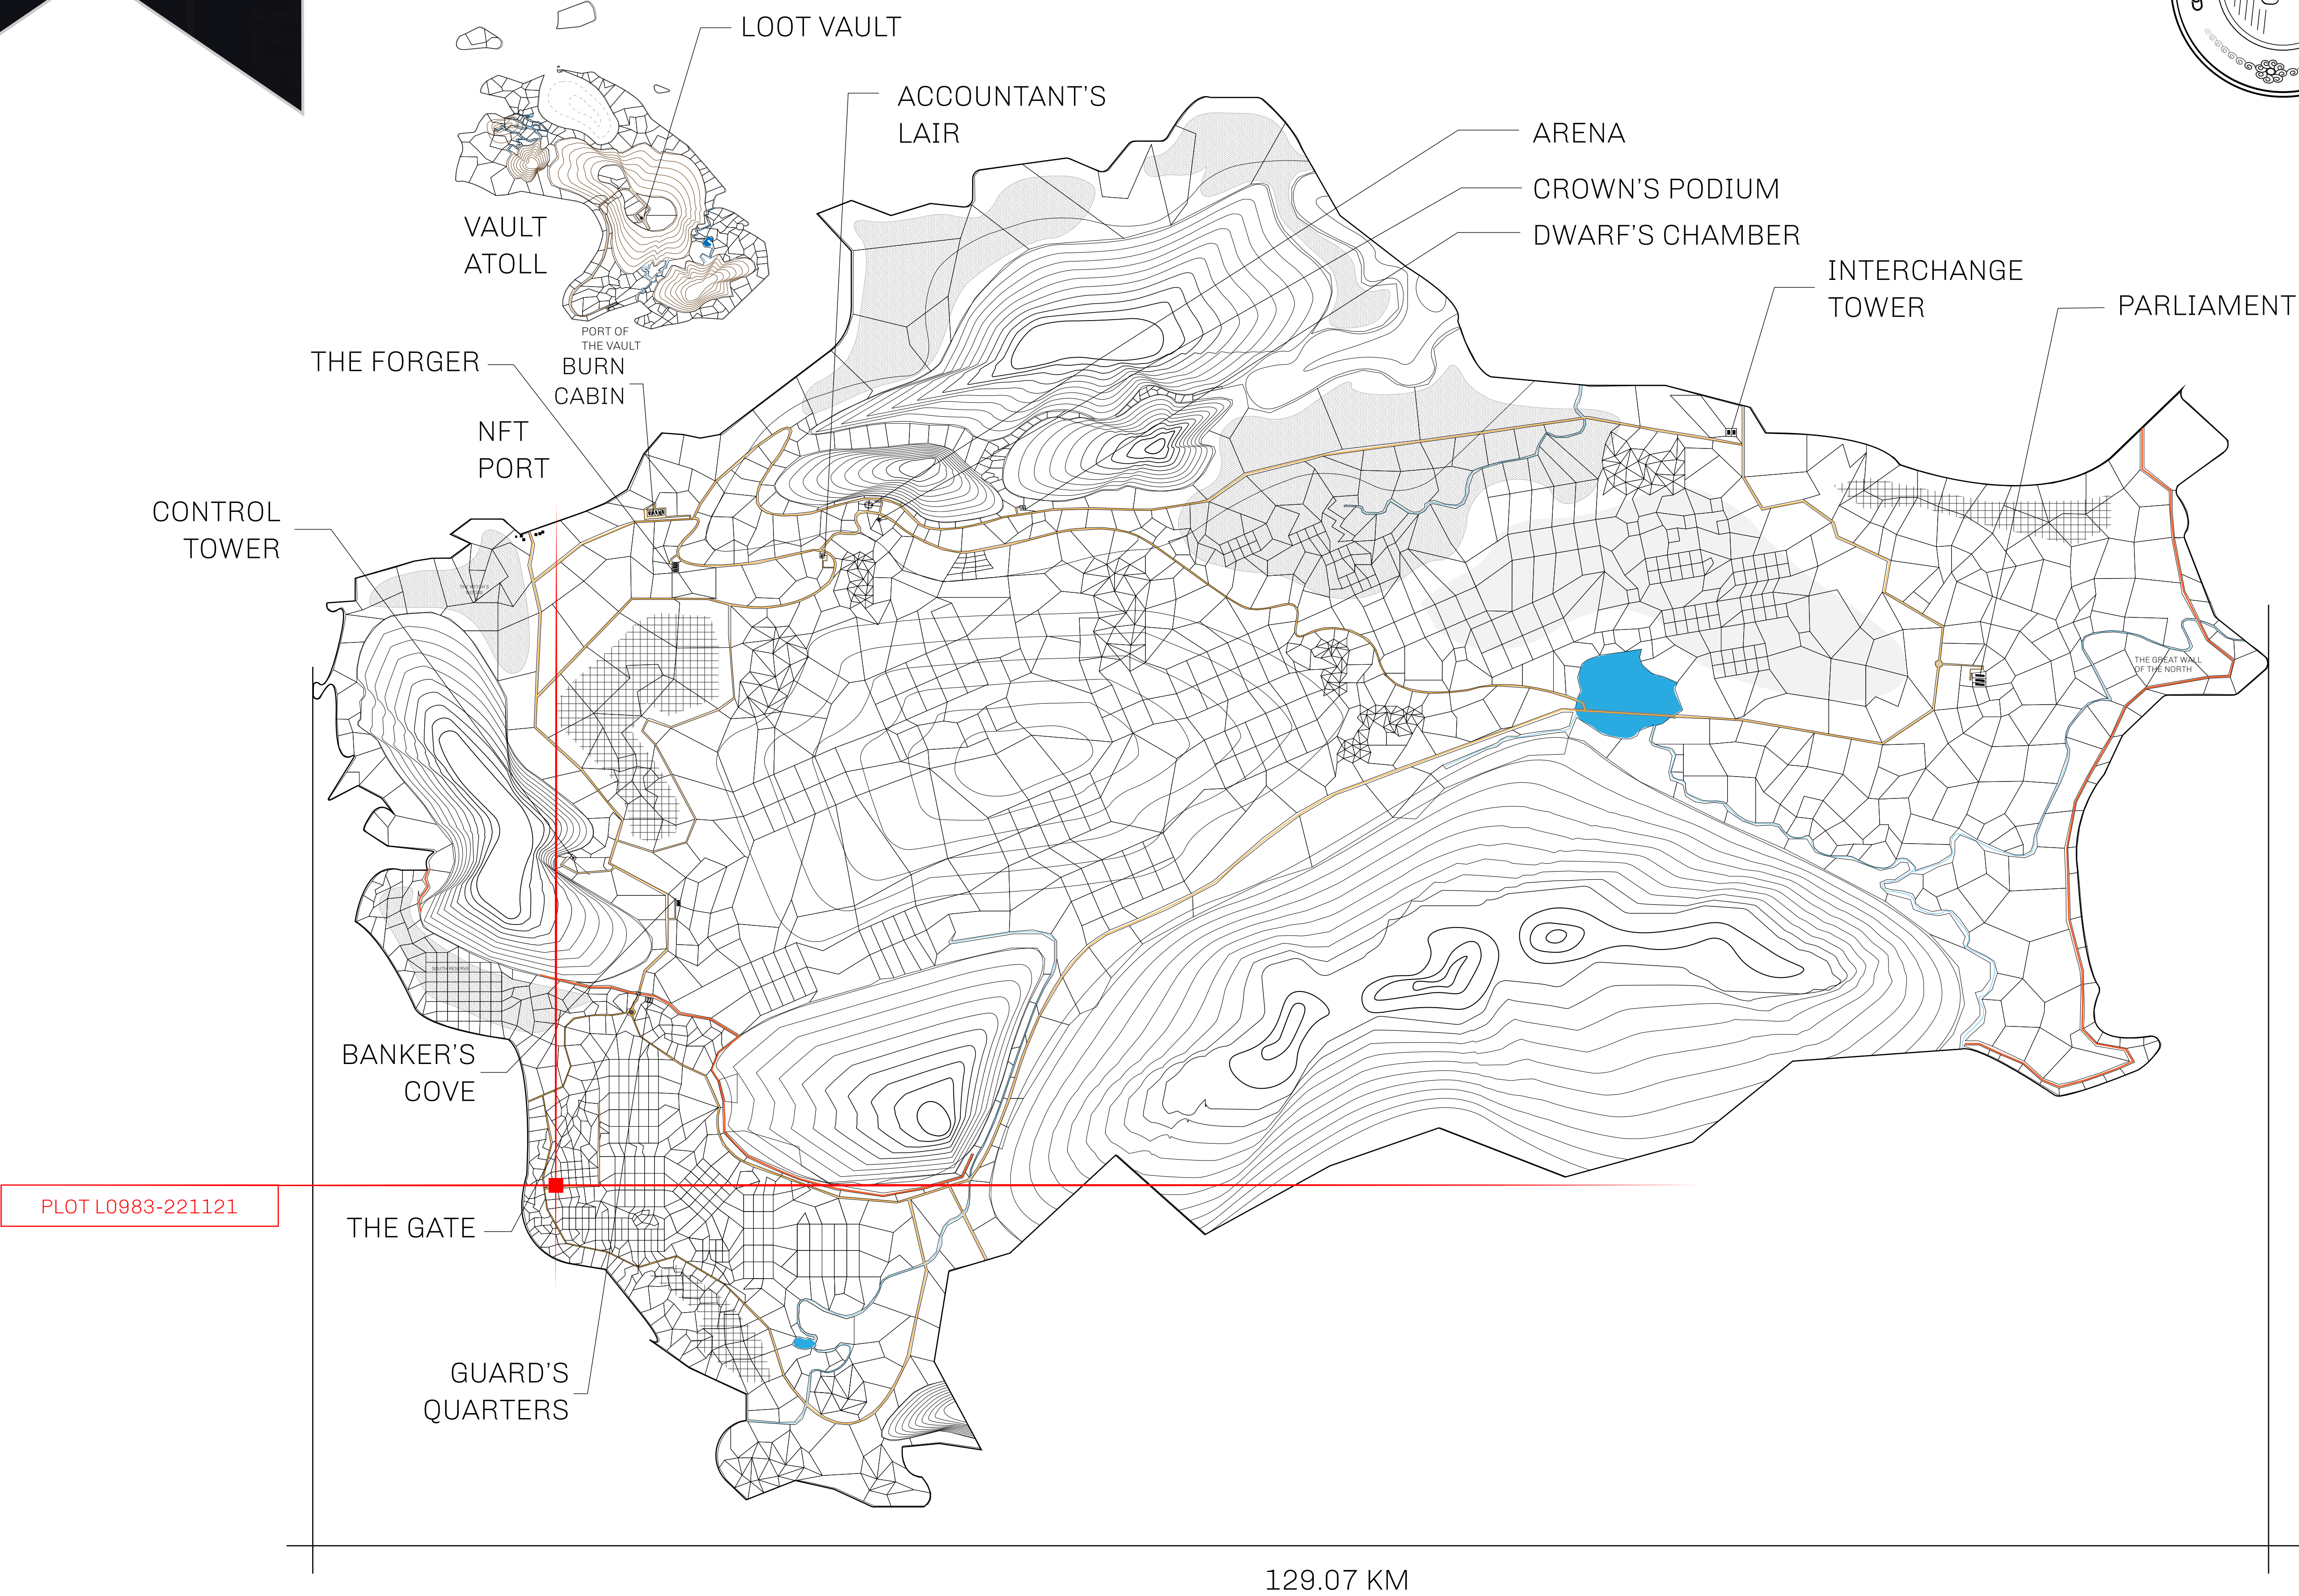 LOOT VAULT
ACCOUNTANT'S
LAIR
ARENA
CROWN'S PODIUM
DWARF'S CHAMBER
VAULT
ATOLL
INTERCHANGE
TOWER
PARLIAMENT
PORT OF
THE VAULT
THE FORGER
BURN
CABIN
NFT
PORT
CONTROL
TOWER
THE GREAT WALL
OF THE NORTH
SOUTH RESERVE
BANKER'S
COVE
PLOT L0983-221121
THE GATE
GUARD'S
QUARTERS
129.07 KM